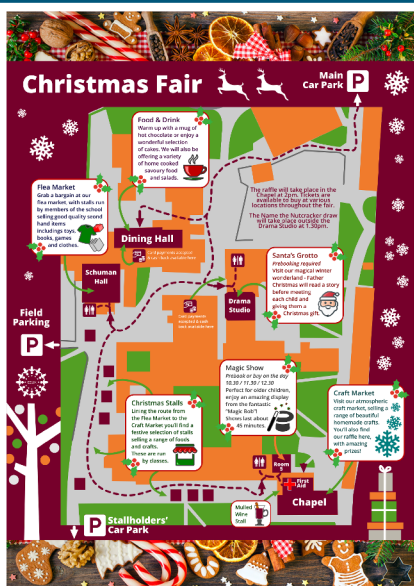 Christmas Fair
Main
Car Park P
Food & Drink
Warm up with a mug of
hot chocolate or enjoy a
wonderful selection
of cakes. We will also be
offering a variety
of home cooked
savoury food
and salads.
Flea Market
Grab a bargain at our
flea market, with stalls run
by members of the school
selling good quality second
hand items
including toys,
books, games
and clothes.
The raffle will take place in the
Chapel at 2pm. Tickets are
available to buy at various
locations throughout the fair.
The Name the Nutcracker draw
will take place outside the
Drama Studio at 1.30pm.
Dining Hall
Schuman
Hall
Santa's Grotto
Prebooking required
Visit our magical winter
wonderland - Father
Christmas will read a story
before meeting
each child and
giving them a
Christmas gift.
Drama
Studio
Field
Parking
P
Magic Show
Prebook or buy on the day
10.30 / 11.30 / 12.30
Perfect for older children,
enjoy an amazing display
from the fantastic
"Magic Rob"!
Shows last about
45 minutes.
Christmas Stalls
Lining the route from
the Flea Market to the
Craft Market you'll find a
festive selection of stalls
selling a range of foods
and crafts.
These are run
by classes.
Craft Market
Visit our atmospheric
craft market, selling a
range of beautiful
homemade crafts.
You'll also find
our raffle here,
with amazing
prizes!
Room
First
Aid
Chapel
Mulled
Wine
Stall
P Stallholders'
Car Park